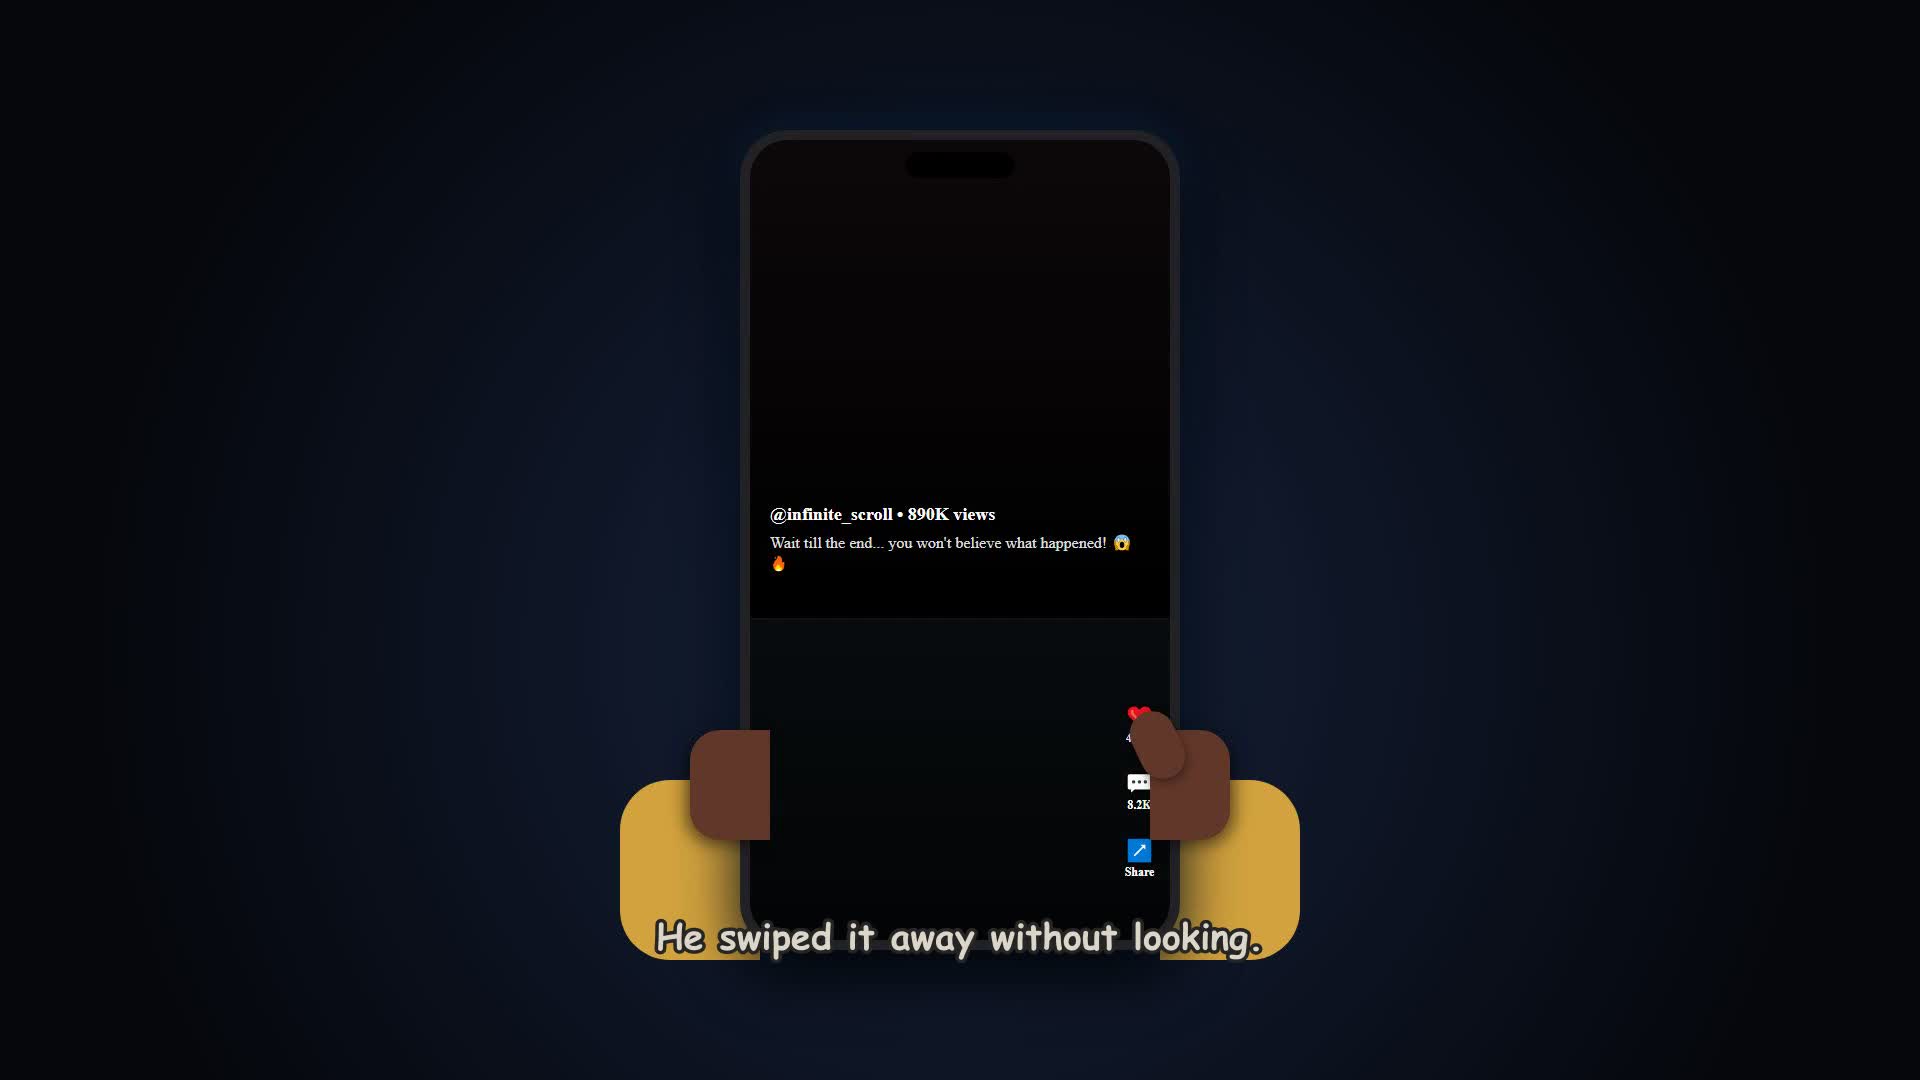 @infinite_scroll • 890K views
Wait till the end... you won't believe what happened! 😱
🔥
8.2K
Share
He swiped it away without looking.